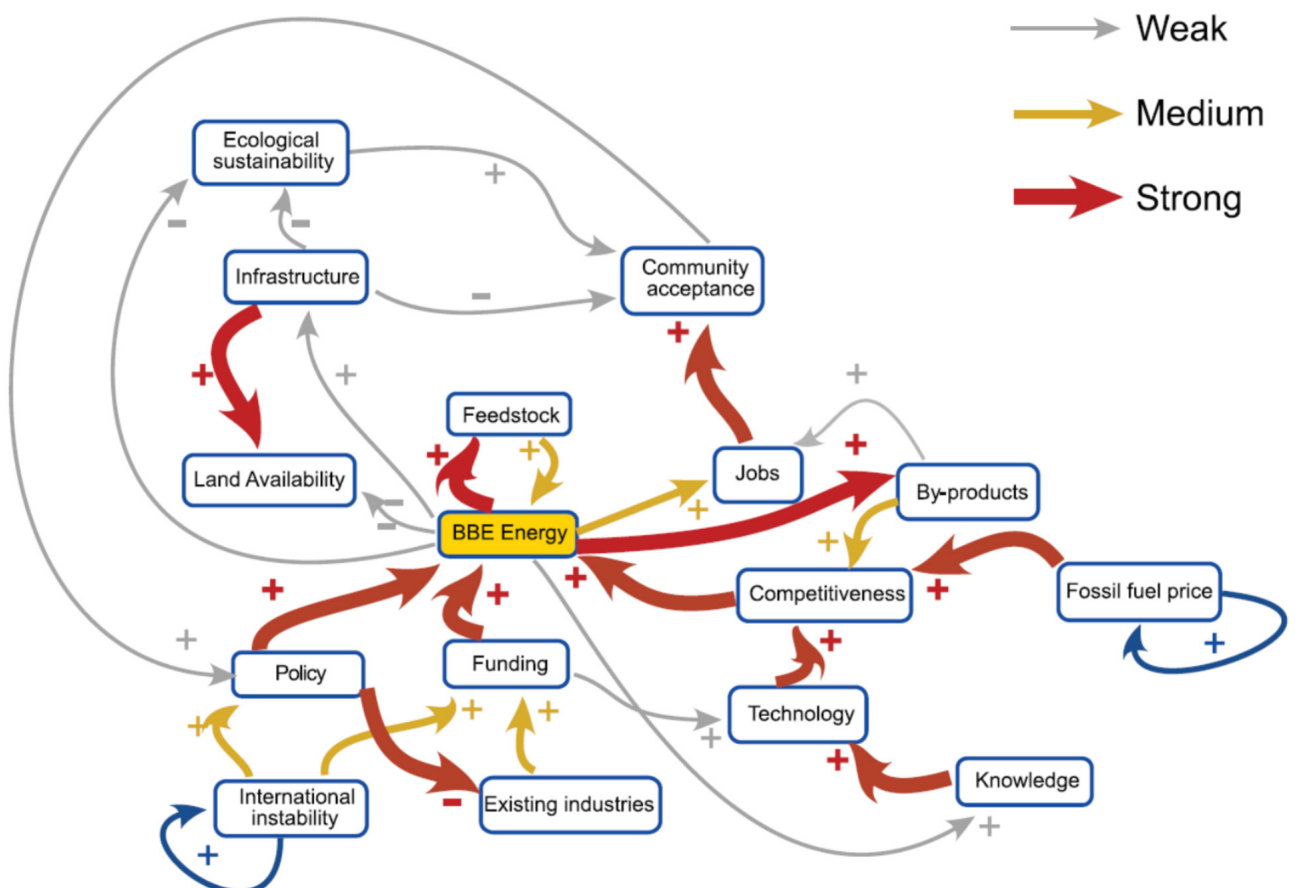 Weak
Medium
Strong
Ecological
sustainability
+
-
-
Infrastructure
Community
acceptance
-
+
+
+
+
Feedstock
+
+
+
Land Availability
Jobs
By-products
-
-
+
BBE Energy
+
+
+
+
Competitiveness
+
Fossil fuel price
+
+
+
Policy
Funding
+
+
+
+
Technology
+
+
Knowledge
International
instability
-
Existing industries
+
+